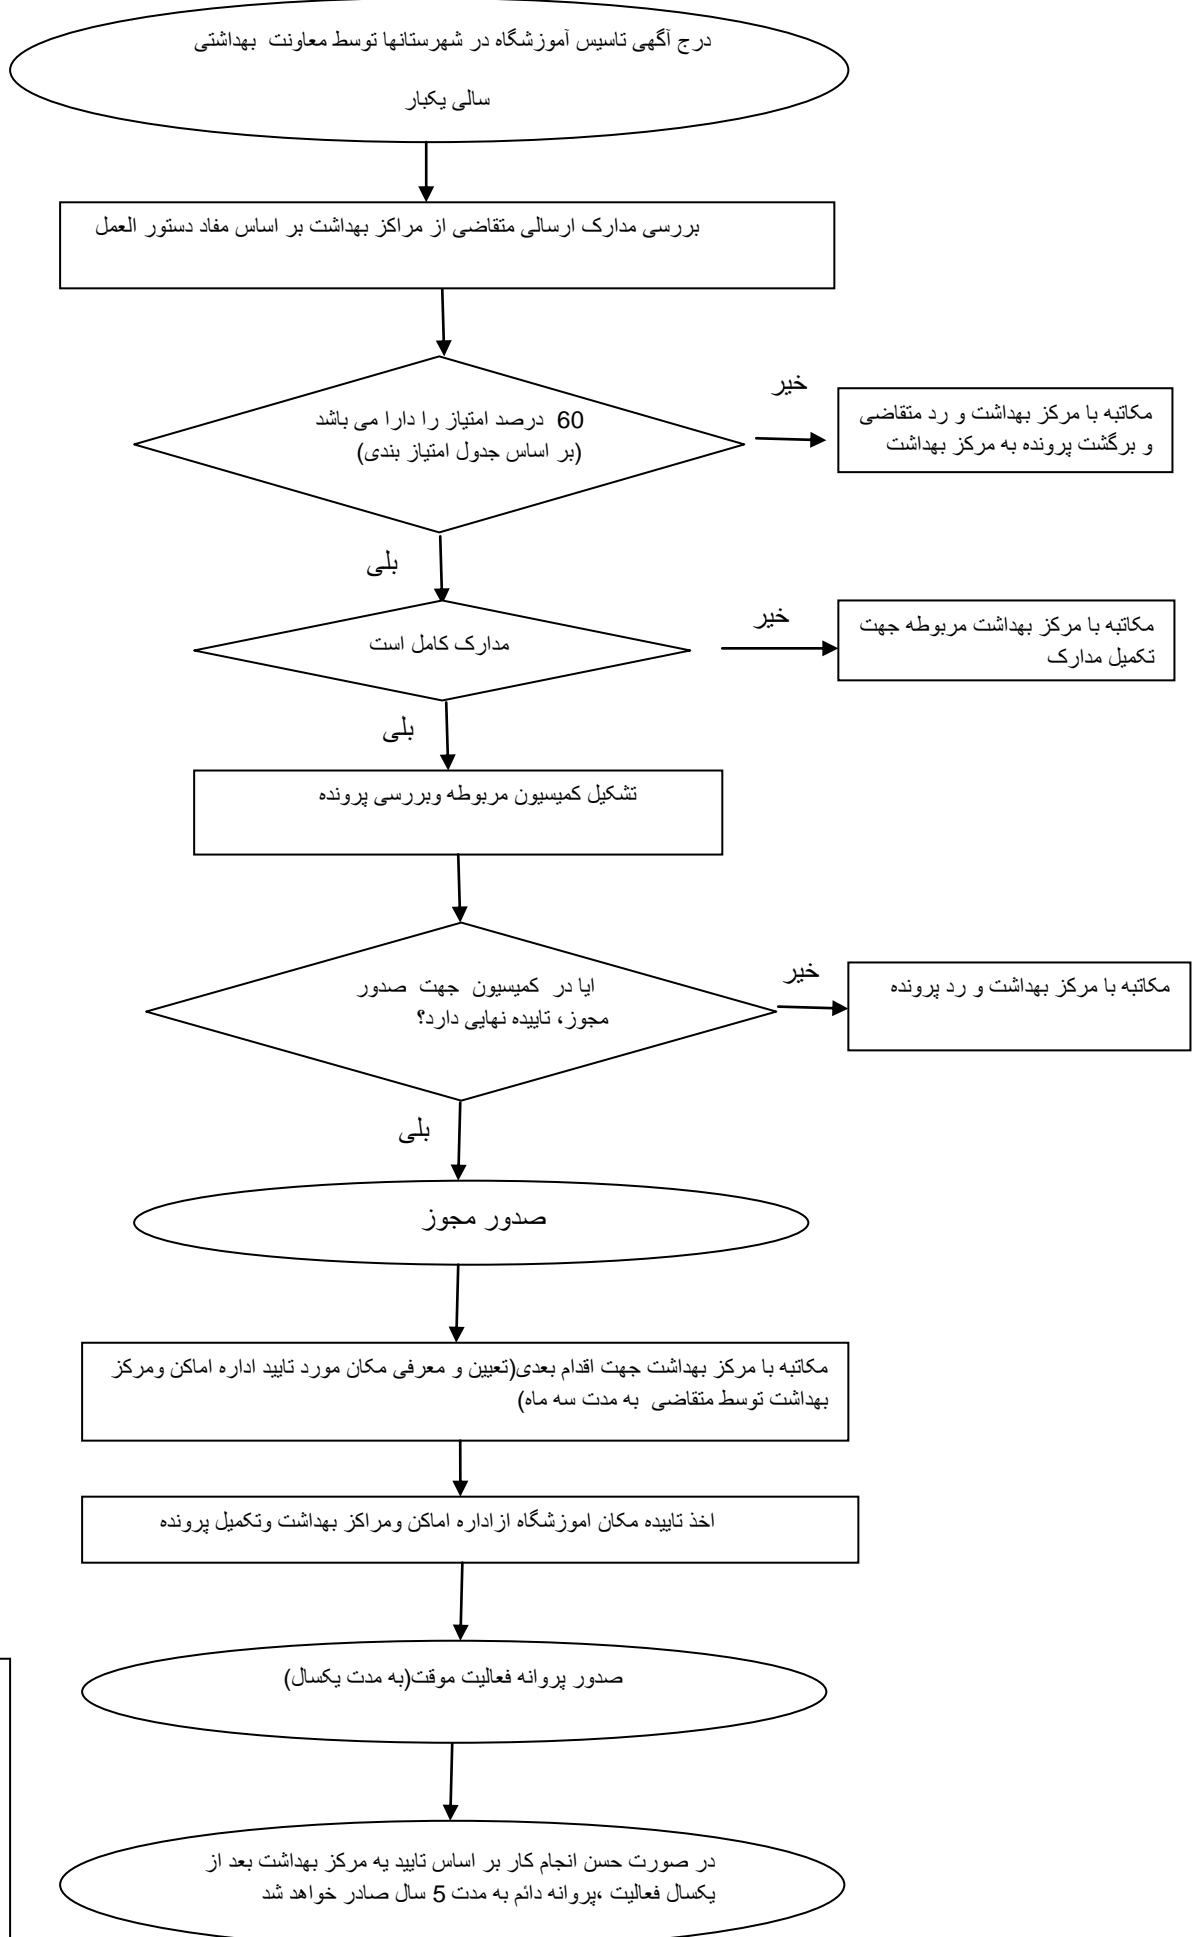 درج آگهی تاسیس آموزشگاه در شهرستانها توسط معاونت بهداشتی
سالی یکبار
بررسی مدارک ارسالی متقاضی از مراکز بهداشت بر اساس مفاد دستور العمل
60 درصد امتیاز را دارا می باشد
(بر اساس جدول امتیاز بندی)
خیر
مکاتبه با مرکز بهداشت و رد متقاضی
و برگشت پرونده به مرکز بهداشت
بلی
مدارک کامل است
خیر
مکاتبه با مرکز بهداشت مربوطه جهت
تکمیل مدارک
بلی
تشکیل کمیسیون مربوطه وبررسی پرونده
ایا در کمیسیون جهت صدور
مجوز، تاییده نهایی دارد؟
خیر
مکاتبه با مرکز بهداشت و رد پرونده
بلی
صدور مجوز
مکاتبه با مرکز بهداشت جهت اقدام بعدی(تعیین و معرفی مکان مورد تایید اداره اماکن ومرکز
بهداشت توسط متقاضی به مدت سه ماه)
اخذ تاییده مکان اموزشگاه ازاداره اماکن ومراکز بهداشت وتکمیل پرونده
صدور پروانه فعالیت موقت(به مدت یکسال)
در صورت حسن انجام کار بر اساس تایید یه مرکز بهداشت بعد از
یکسال فعالیت ،پروانه دائم به مدت 5 سال صادر خواهد شد